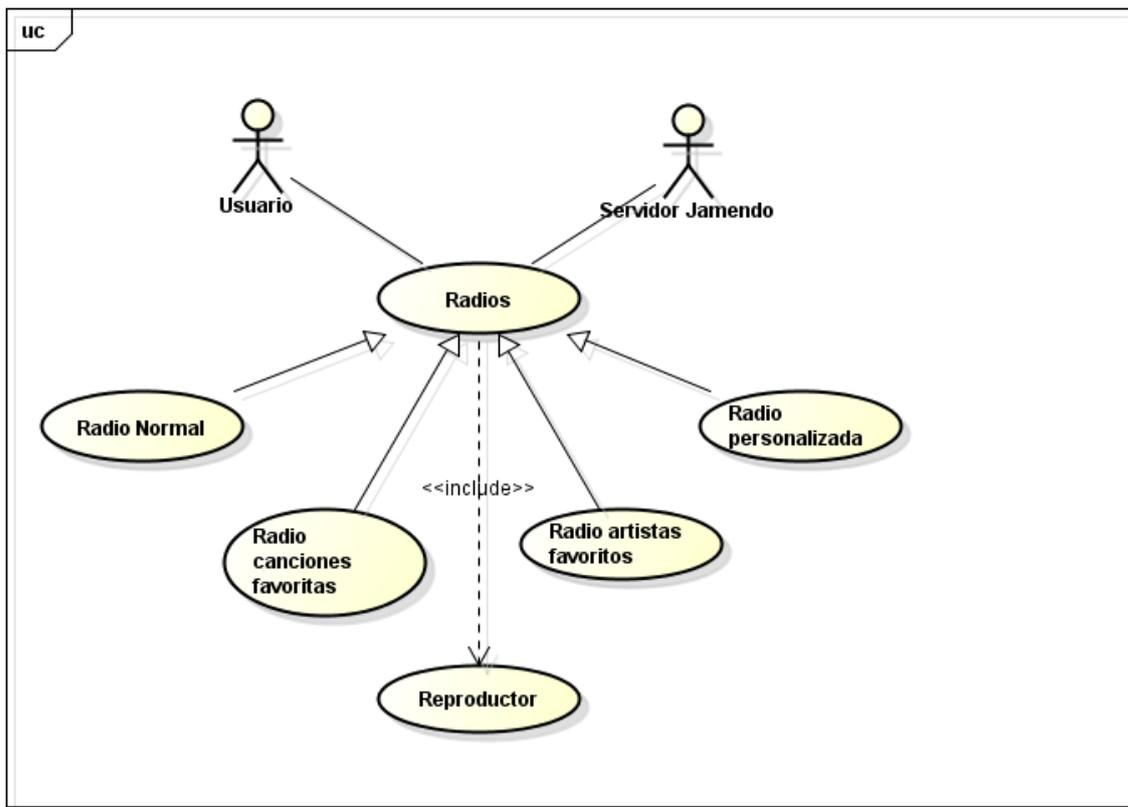 uc
Usuario
Servidor Jamendo
Radios
Radio Normal
Radio
personalizada
<<include>>
Radio
canciones
favoritas
Radio artistas
favoritos
Reproductor